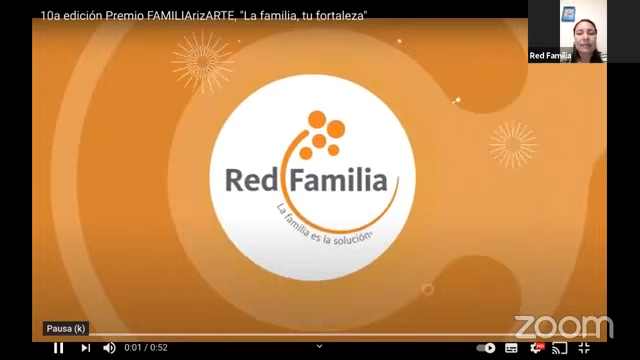 10a edición Premio FAMILIArizARTE, "La familia, tu fortaleza"
Red Familia
Red Familia
La familia es la solución®
Pausa (k)
0:01 / 0:52
HD
zoom